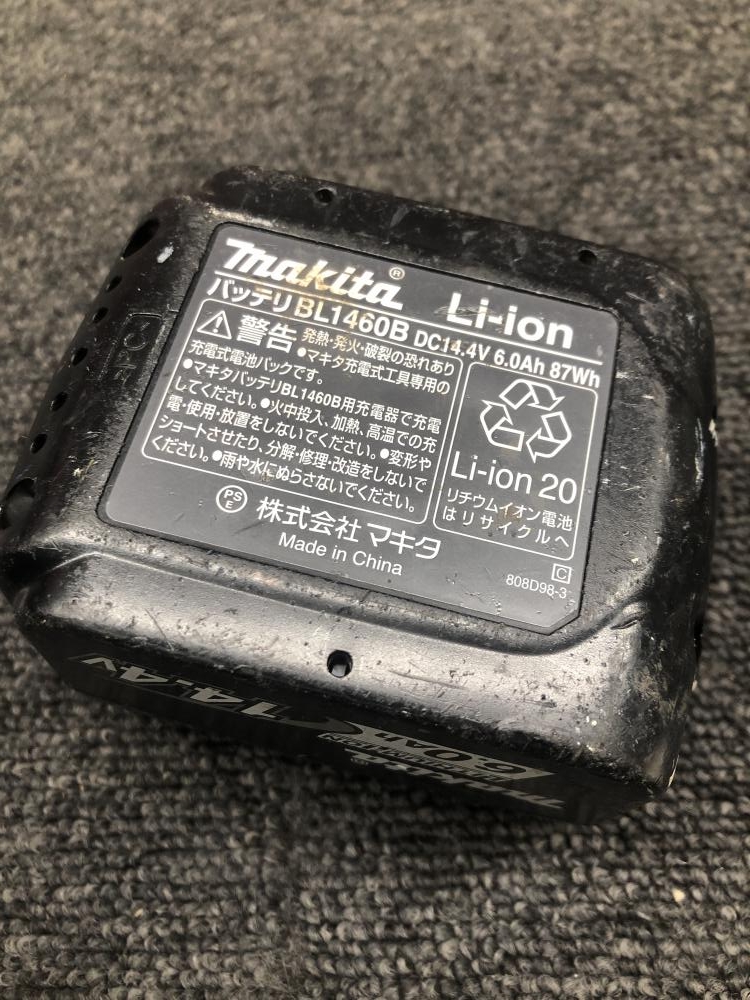 makita®
Li-ion
バッテリ BL1460B DC14.4V 6.0Ah 87Wh
警告 発熱・発火・破裂の恐れあり
●マキタ充電式工具専用の
充電式電池パックです。
●マキタバッテリBL1460B用充電器で充電
してください。●火中投入、加熱、高温での充
電・使用・放置をしないでください。●変形や
ショートさせたり、分解・修理・改造をしないで
ください。●雨や水にぬらさないでください。
Li-ion 20
リチウムイオン電池
はリサイクルへ
PS
E
株式会社 マキタ
Made in China
C
808D98-3
14.4V
6.0Ah
makita